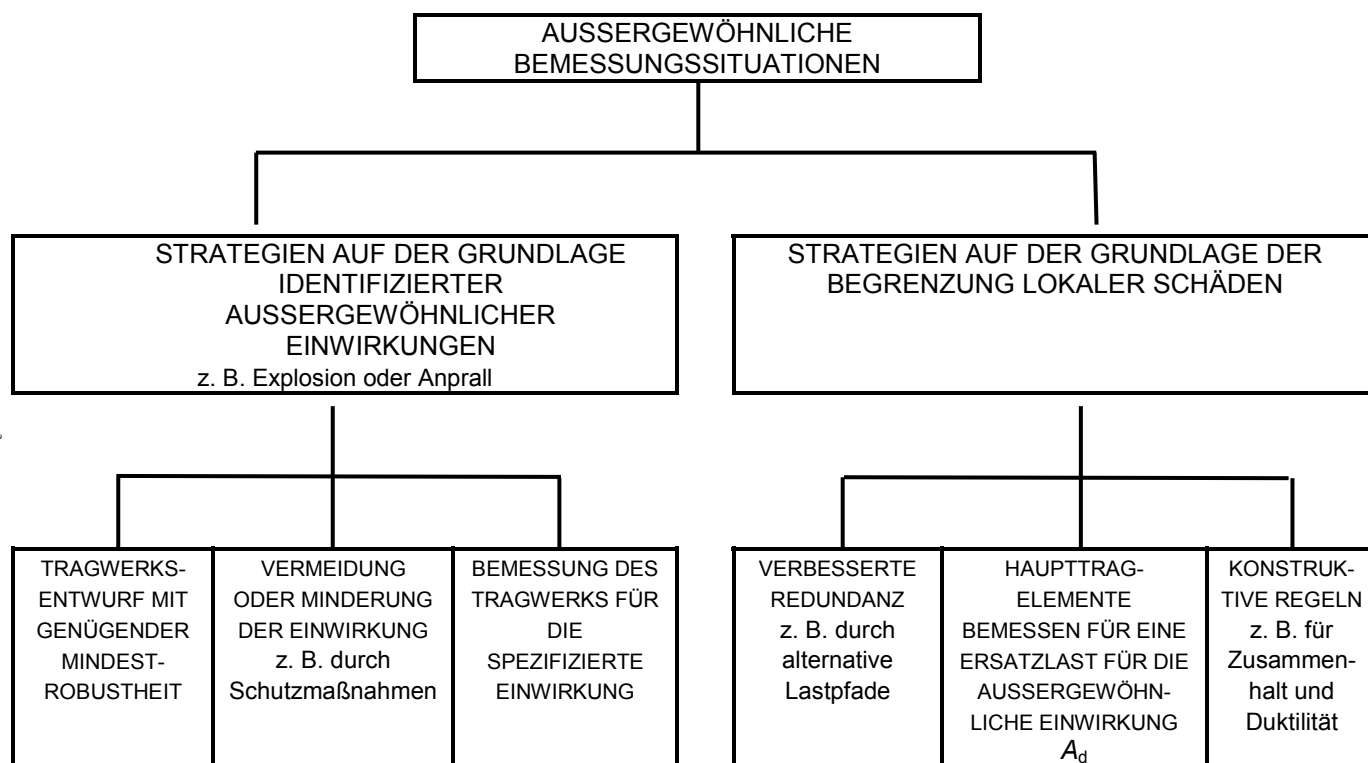 AUSSERGEWÖHNLICHE
BEMESSUNGSSITUATIONEN
STRATEGIEN AUF DER GRUNDLAGE
IDENTIFIZIERTER
AUSSERGEWÖHNLICHER
EINWIRKUNGEN
z. B. Explosion oder Anprall
STRATEGIEN AUF DER GRUNDLAGE DER
BEGRENZUNG LOKALER SCHÄDEN
TRAGWERKS-
ENTWURF MIT
GENÜGENDER
MINDEST-
ROBUSTHEIT
VERMEIDUNG
ODER MINDERUNG
DER EINWIRKUNG
z. B. durch
Schutzmaßnahmen
BEMESSUNG DES
TRAGWERKS FÜR
DIE
SPEZIFIZIERTE
EINWIRKUNG
VERBESSERTE
REDUNDANZ
z. B. durch
alternative
Lastpfade
HAUPTTRAG-
ELEMENTE
BEMESSEN FÜR EINE
ERSATZLAST FÜR DIE
AUSSERGEWÖHN-
LICHE EINWIRKUNG
Ad
KONSTRUK-
TIVE REGELN
z. B. für
Zusammen-
halt und
Duktilität